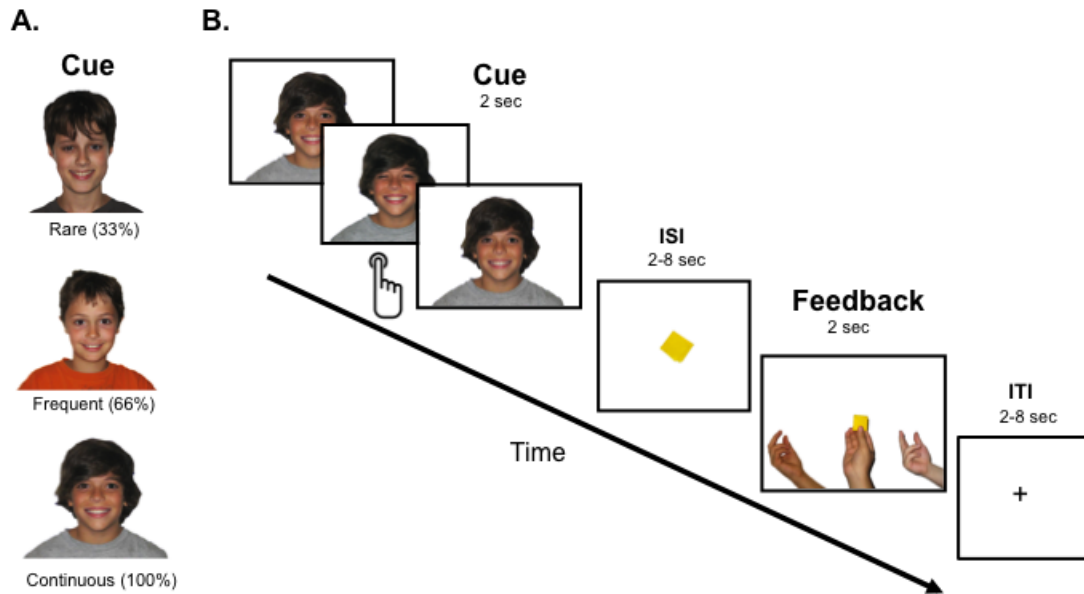 A.
Cue
Rare (33%)
Frequent (66%)
Continuous (100%)
B.
Cue
2 sec
ISI
2-8 sec
Feedback
2 sec
ITI
2-8 sec
Time